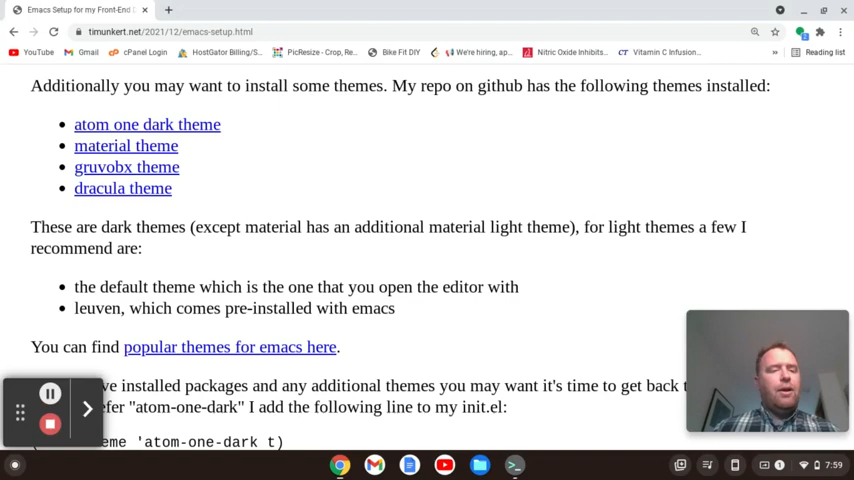 Emacs Setup for my Front-End
timunkert.net/2021/12/emacs-setup.html
YouTube
Gmail
cPanel Login
HostGator Billing/S...
PicResize - Crop, Re...
Bike Fit DIY
We're hiring, ap...
Nitric Oxide Inhibits...
CT Vitamin C Infusion...
»
Reading list
Additionally you may want to install some themes. My repo on github has the following themes installed:
• atom one dark theme
• material theme
• gruvobx theme
• dracula theme
These are dark themes (except material has an additional material light theme), for light themes a few I
recommend are:
• the default theme which is the one that you open the editor with
• leuven, which comes pre-installed with emacs
You can find popular themes for emacs here.
installed packages and any additional themes you may want it's time to get back
"atom-one-dark" I add the following line to my init.el:
( 'atom-one-dark t)
1
7:59